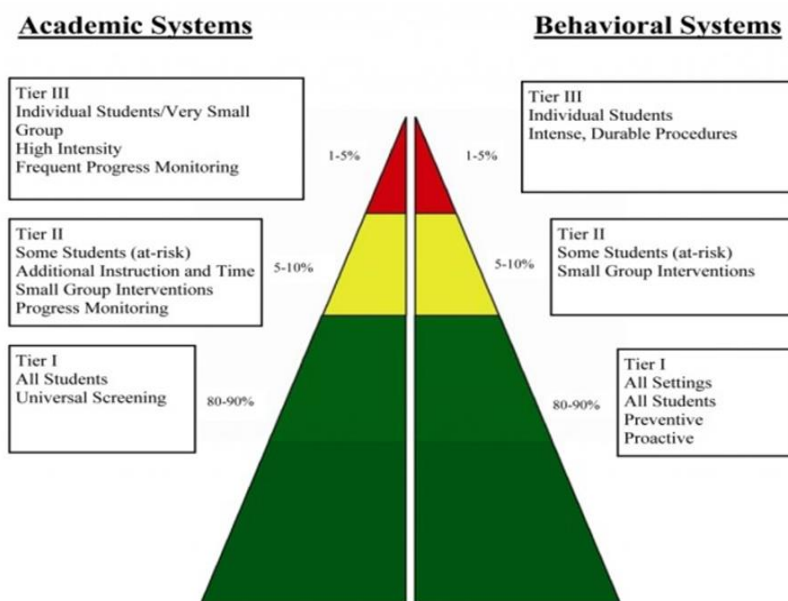 Academic Systems
Behavioral Systems
Tier III
Individual Students/Very Small
Group
High Intensity
Frequent Progress Monitoring
1-5%
1-5%
Tier III
Individual Students
Intense, Durable Procedures
Tier II
Some Students (at-risk)
Additional Instruction and Time
Small Group Interventions
Progress Monitoring
5-10%
5-10%
Tier II
Some Students (at-risk)
Small Group Interventions
Tier I
All Students
Universal Screening
80-90%
80-90%
Tier I
All Settings
All Students
Preventive
Proactive